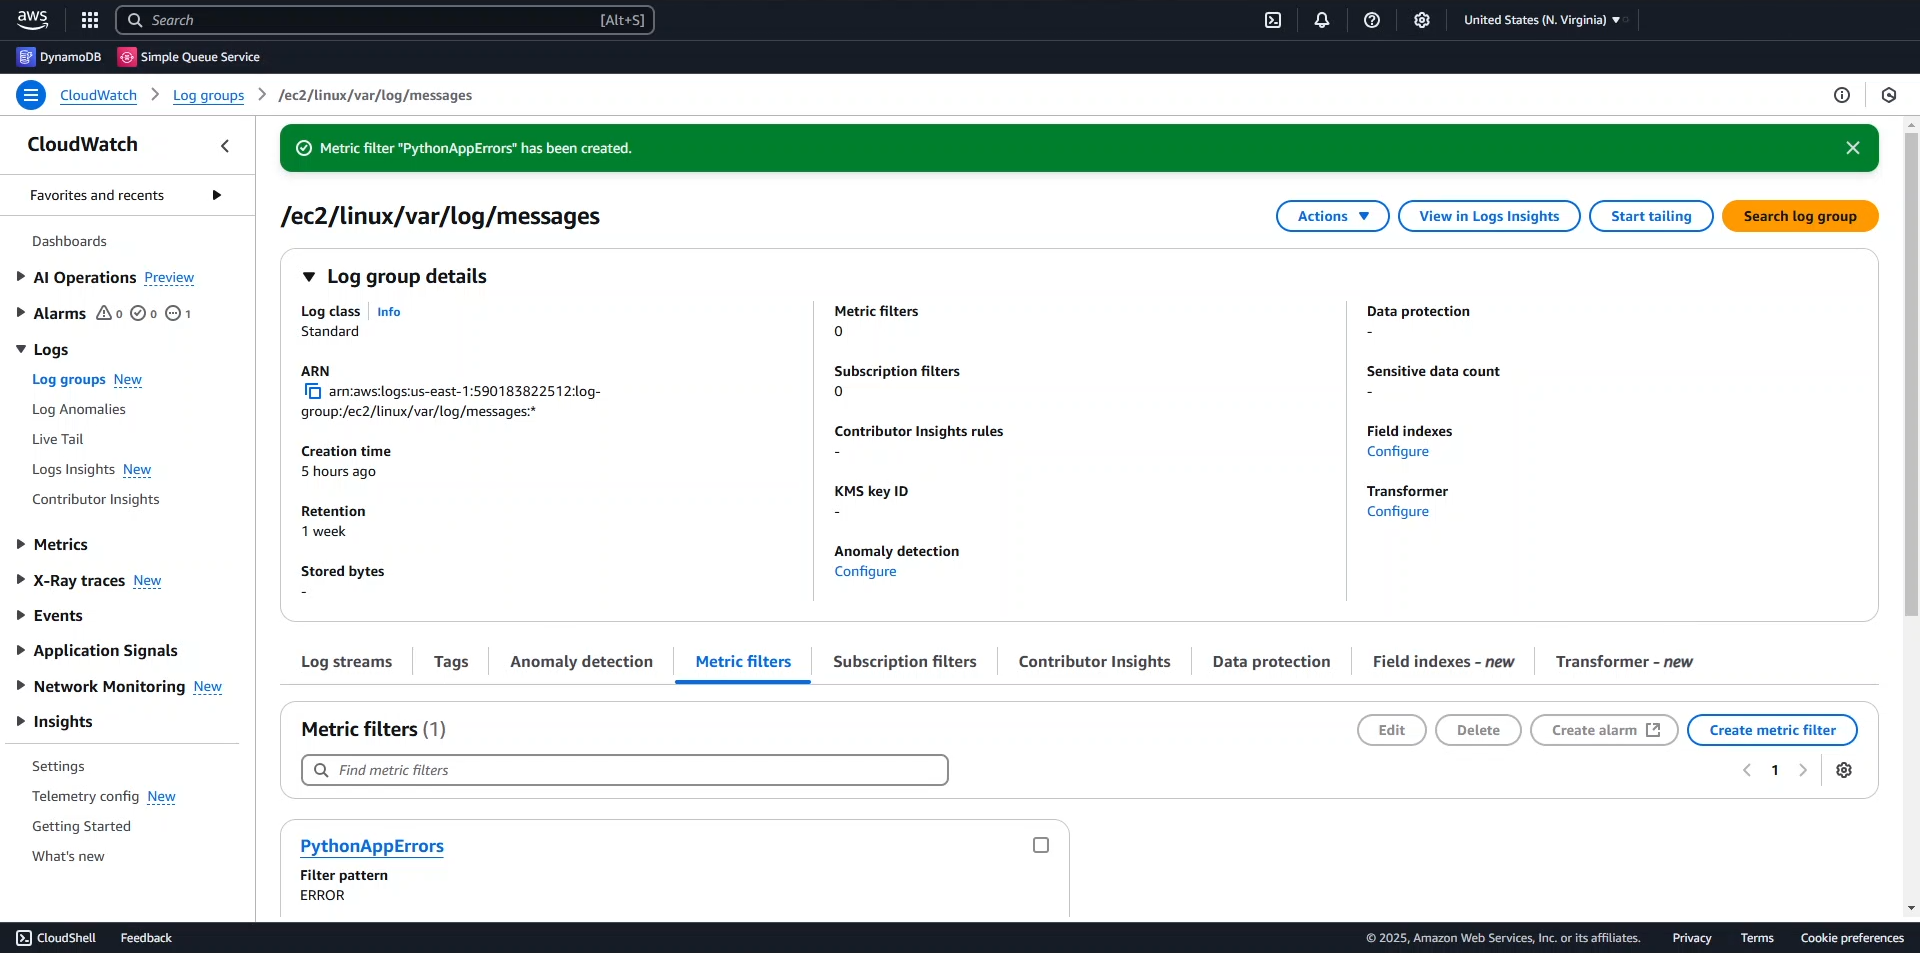 aws
Search [Alt+S]
United States (N. Virginia)
DynamoDB
Simple Queue Service
CloudWatch
Log groups
/ec2/linux/var/log/messages
CloudWatch
Favorites and recents
Dashboards
AI Operations Preview
Alarms 0 0 1
Logs
Log groups New
Log Anomalies
Live Tail
Logs Insights New
Contributor Insights
Metrics
X-Ray traces New
Events
Application Signals
Network Monitoring New
Insights
Settings
Telemetry config New
Getting Started
What's new
Metric filter "PythonAppErrors" has been created.
/ec2/linux/var/log/messages
Actions
View in Logs Insights
Start tailing
Search log group
Log group details
Log class Info
Standard
ARN
arn:aws:logs:us-east-1:590183822512:log-
group:/ec2/linux/var/log/messages:*
Creation time
5 hours ago
Retention
1 week
Stored bytes
-
Metric filters
0
Subscription filters
0
Contributor Insights rules
-
KMS key ID
-
Anomaly detection
Configure
Data protection
-
Sensitive data count
-
Field indexes
Configure
Transformer
Configure
Log streams
Tags
Anomaly detection
Metric filters
Subscription filters
Contributor Insights
Data protection
Field indexes - new
Transformer - new
Metric filters (1)
Edit
Delete
Create alarm
Create metric filter
Find metric filters
1
PythonAppErrors
Filter pattern
ERROR
CloudShell
Feedback
© 2025, Amazon Web Services, Inc. or its affiliates.
Privacy
Terms
Cookie preferences